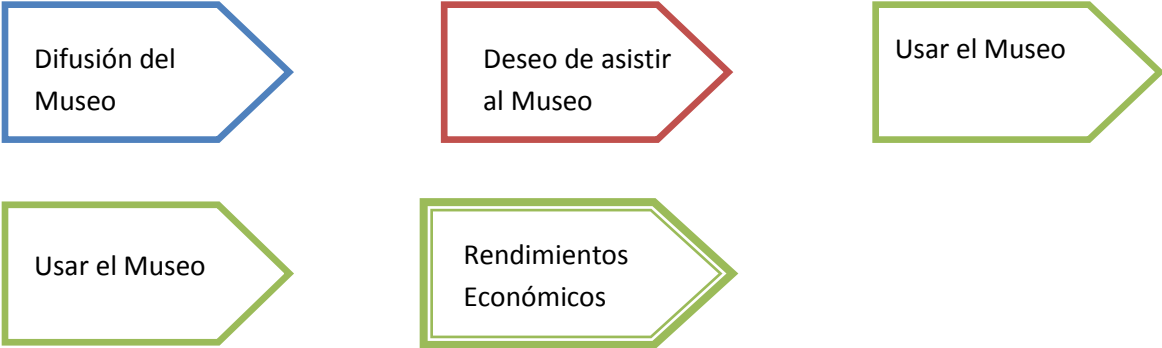 Difusión del
Museo
Deseo de asistir
al Museo
Usar el Museo
Usar el Museo
Rendimientos
Económicos